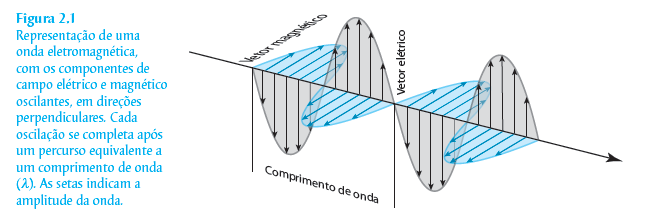 Figura 2.1
Representação de uma
onda eletromagnética,
com os componentes de
campo elétrico e magnético
oscilantes, em direções
perpendiculares. Cada
oscilação se completa após
um percurso equivalente a
um comprimento de onda
(λ). As setas indicam a
amplitude da onda.
Vetor magnético
Vetor elétrico
Comprimento de onda